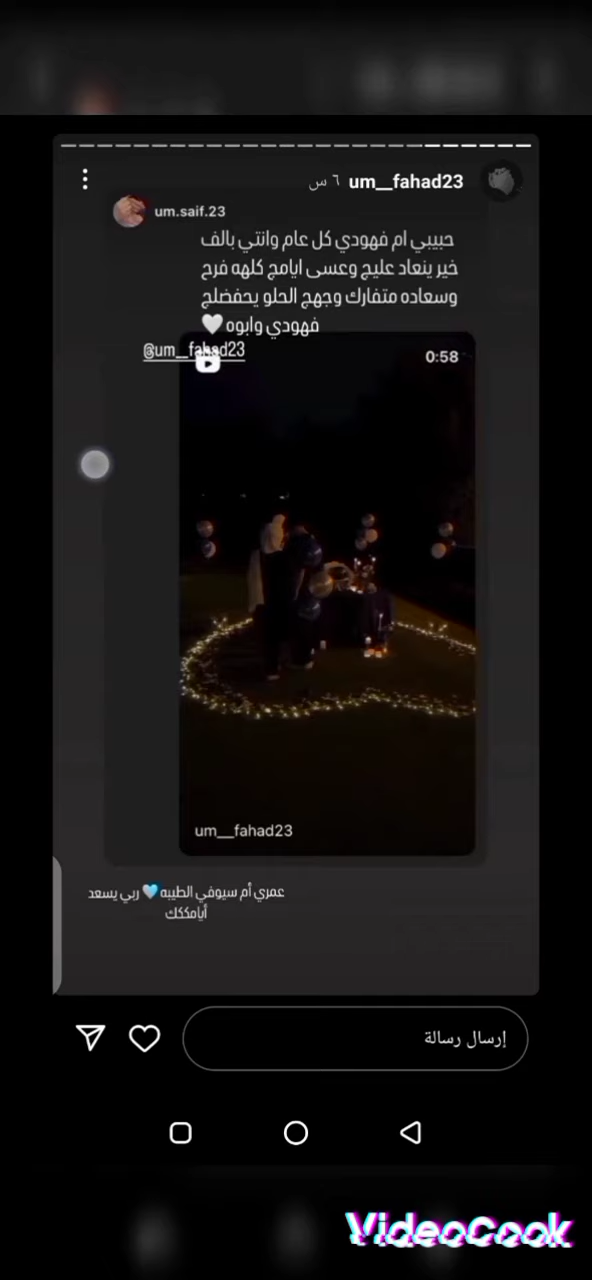 um__fahad23 ٦ س
um.saif.23
حبيبي ام فهودي كل عام وانتي بالف
خير ينعاد عليج وعسى ايامج كلهه فرح
وسعاده متفارك وجهج الحلو يحفضلج
فهودي وابوه 🤍
@um__fahad23
0:58
um__fahad23
عمري أم سيوفي الطيبه 🩵 ربي يسعد
أيامككك
إرسال رسالة
VideoCook